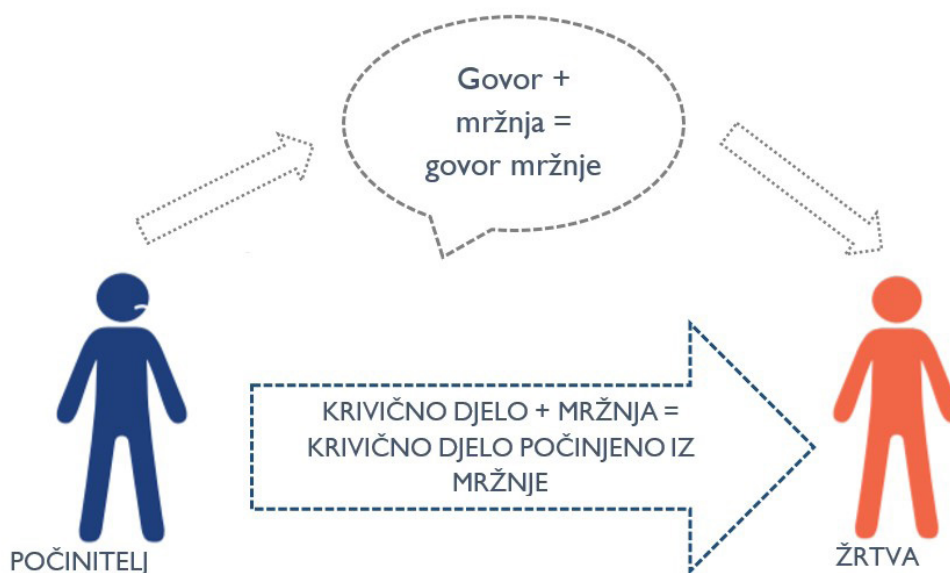 Govor +
mržnja =
govor mržnje
KRIVIČNO DJELO + MRŽNJA =
KRIVIČNO DJELO POČINJENO IZ
MRŽNJE
POČINITELJ
ŽRTVA